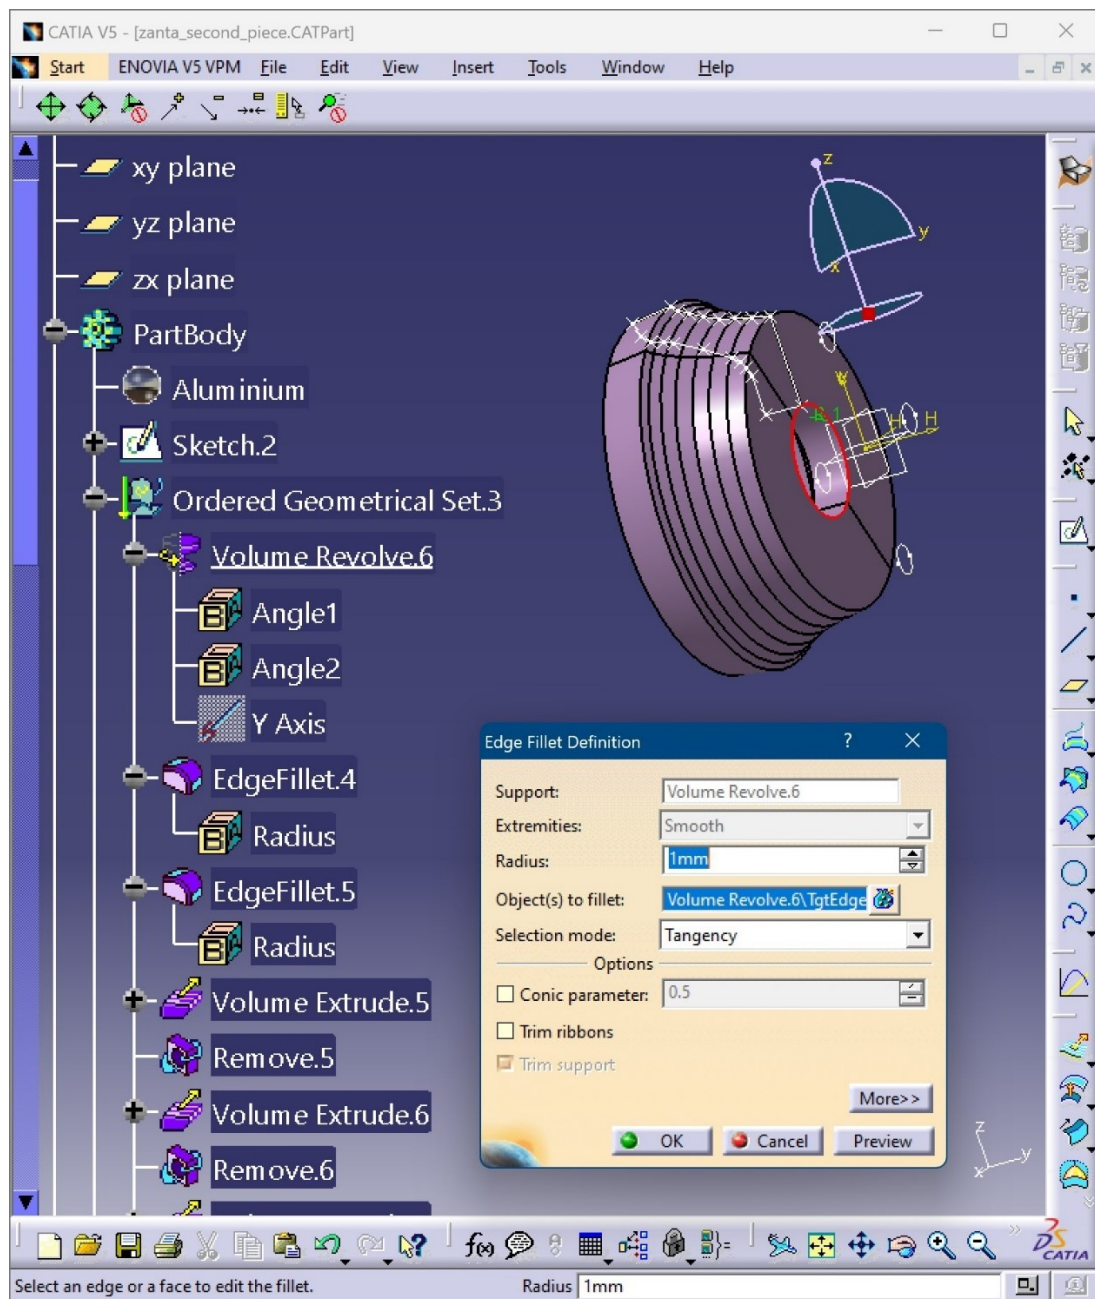 CATIA V5 - [zanta_second_piece.CATPart]
Start ENOVIA V5 VPM File Edit View Insert Tools Window Help
xy plane
yz plane
zx plane
PartBody
Aluminium
Sketch.2
Ordered Geometrical Set.3
Volume Revolve.6
Angle1
Angle2
Y Axis
EdgeFillet.4
Radius
EdgeFillet.5
Radius
Volume Extrude.5
Remove.5
Volume Extrude.6
Remove.6
z
y
x
H H
Edge Fillet Definition ?
Support: Volume Revolve.6
Extremities: Smooth
Radius: 1mm
Object(s) to fillet: Volume Revolve.6\TgtEdge
Selection mode: Tangency
Options
Conic parameter: 0.5
Trim ribbons
Trim support
More>>
OK Cancel Preview
z
y
x
f(x)
DS CATIA
Select an edge or a face to edit the fillet. Radius 1mm